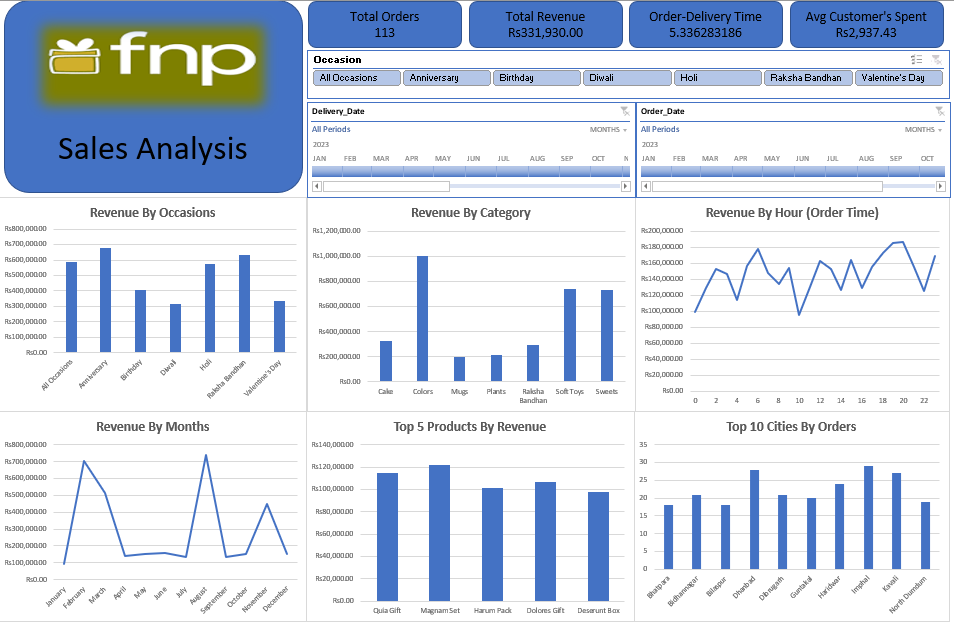 fnp
Sales Analysis
Total Orders
113
Total Revenue
Rs331,930.00
Order-Delivery Time
5.336283186
Avg Customer's Spent
Rs2,937.43
Occasion
All Occasions Anniversary Birthday Diwali Holi Raksha Bandhan Valentine's Day
Delivery_Date
All Periods MONTHS
2023
JAN FEB MAR APR MAY JUN JUL AUG SEP OCT N
Order_Date
All Periods MONTHS
2023
JAN FEB MAR APR MAY JUN JUL AUG SEP OCT
Revenue By Occasions
Rs800,000.00
Rs700,000.00
Rs600,000.00
Rs500,000.00
Rs400,000.00
Rs300,000.00
Rs200,000.00
Rs100,000.00
Rs0.00
All Occasions Anniversary Birthday Diwali Holi Raksha Bandhan Valentine's Day
Revenue By Category
Rs1,200,000.00
Rs1,000,000.00
Rs800,000.00
Rs600,000.00
Rs400,000.00
Rs200,000.00
Rs0.00
Cake Colors Mugs Plants Raksha Bandhan Soft Toys Sweets
Revenue By Hour (Order Time)
Rs200,000.00
Rs180,000.00
Rs160,000.00
Rs140,000.00
Rs120,000.00
Rs100,000.00
Rs80,000.00
Rs60,000.00
Rs40,000.00
Rs20,000.00
Rs0.00
0 2 4 6 8 10 12 14 16 18 20 22
Revenue By Months
Rs800,000.00
Rs700,000.00
Rs600,000.00
Rs500,000.00
Rs400,000.00
Rs300,000.00
Rs200,000.00
Rs100,000.00
Rs0.00
January February March April May June July August September October November December
Top 5 Products By Revenue
Rs140,000.00
Rs120,000.00
Rs100,000.00
Rs80,000.00
Rs60,000.00
Rs40,000.00
Rs20,000.00
Rs0.00
Quia Gift Magnam Set Harum Pack Dolores Gift Deserunt Box
Top 10 Cities By Orders
35
30
25
20
15
10
5
0
Bhatpara Bidhannagar Bilaspur Dhanbad Dibrugarh Guntakal Haridwar Imphal Kavali North Dumdum